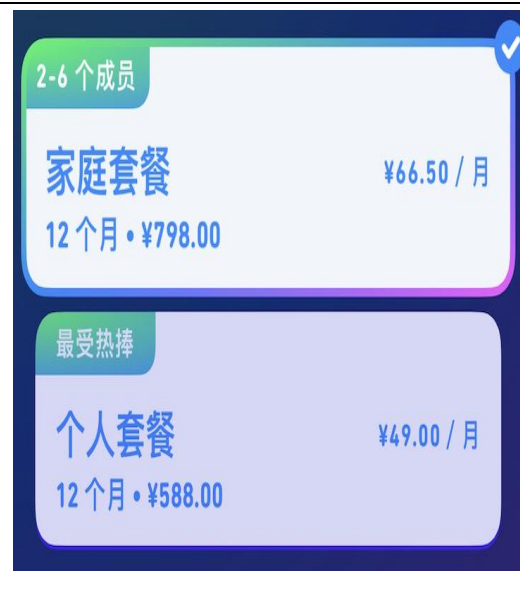 2-6 个成员
家庭套餐
¥66.50 / 月
12 个月 • ¥798.00
最受热捧
个人套餐
¥49.00 / 月
12 个月 • ¥588.00